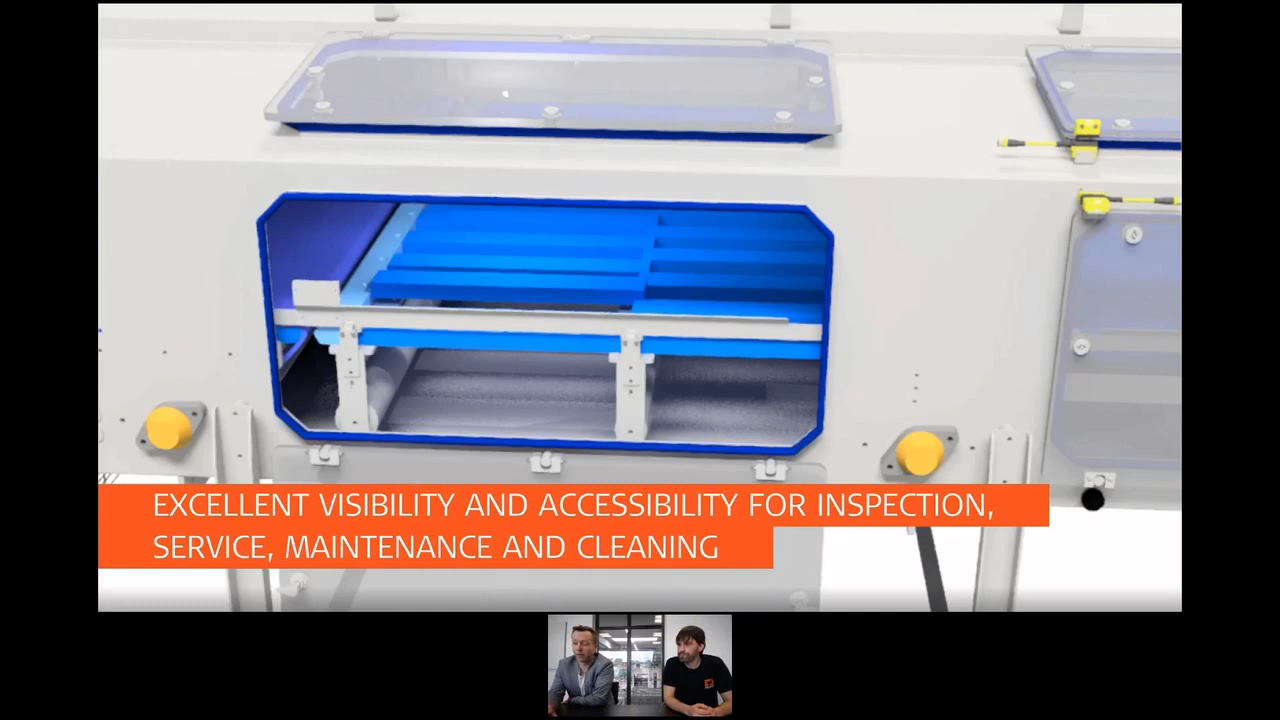 EXCELLENT VISIBILITY AND ACCESSIBILITY FOR INSPECTION,
SERVICE, MAINTENANCE AND CLEANING